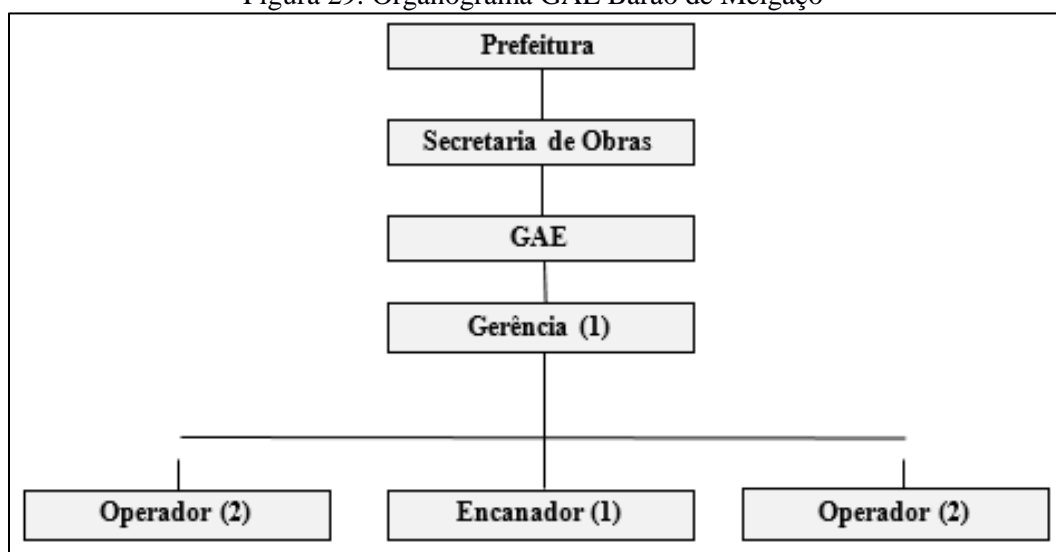 Figura 29. Organograma GAE Barão de Melgaço
Prefeitura
Secretaria de Obras
GAE
Gerência (1)
Operador (2) Encanador (1) Operador (2)